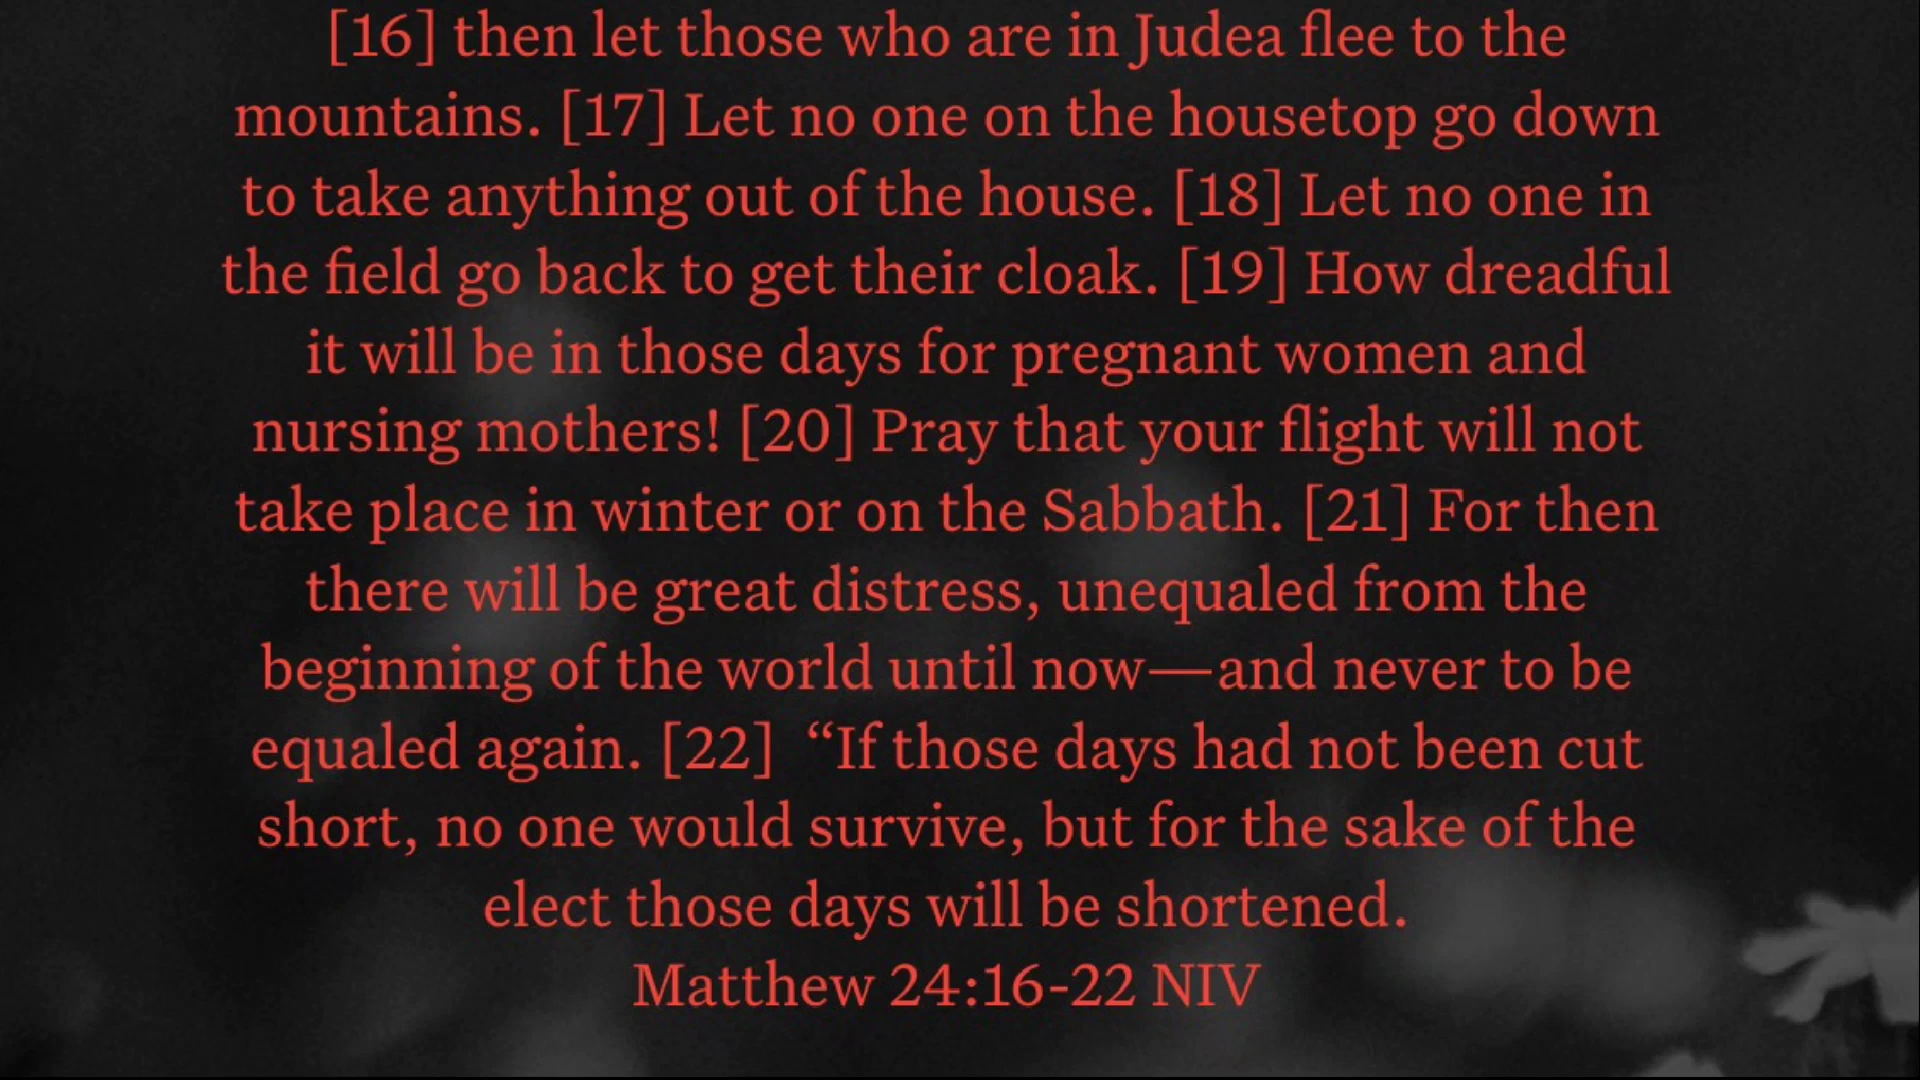 [16] then let those who are in Judea flee to the
mountains. [17] Let no one on the housetop go down
to take anything out of the house. [18] Let no one in
the field go back to get their cloak. [19] How dreadful
it will be in those days for pregnant women and
nursing mothers! [20] Pray that your flight will not
take place in winter or on the Sabbath. [21] For then
there will be great distress, unequaled from the
beginning of the world until now—and never to be
equaled again. [22] “If those days had not been cut
short, no one would survive, but for the sake of the
elect those days will be shortened.
Matthew 24:16-22 NIV